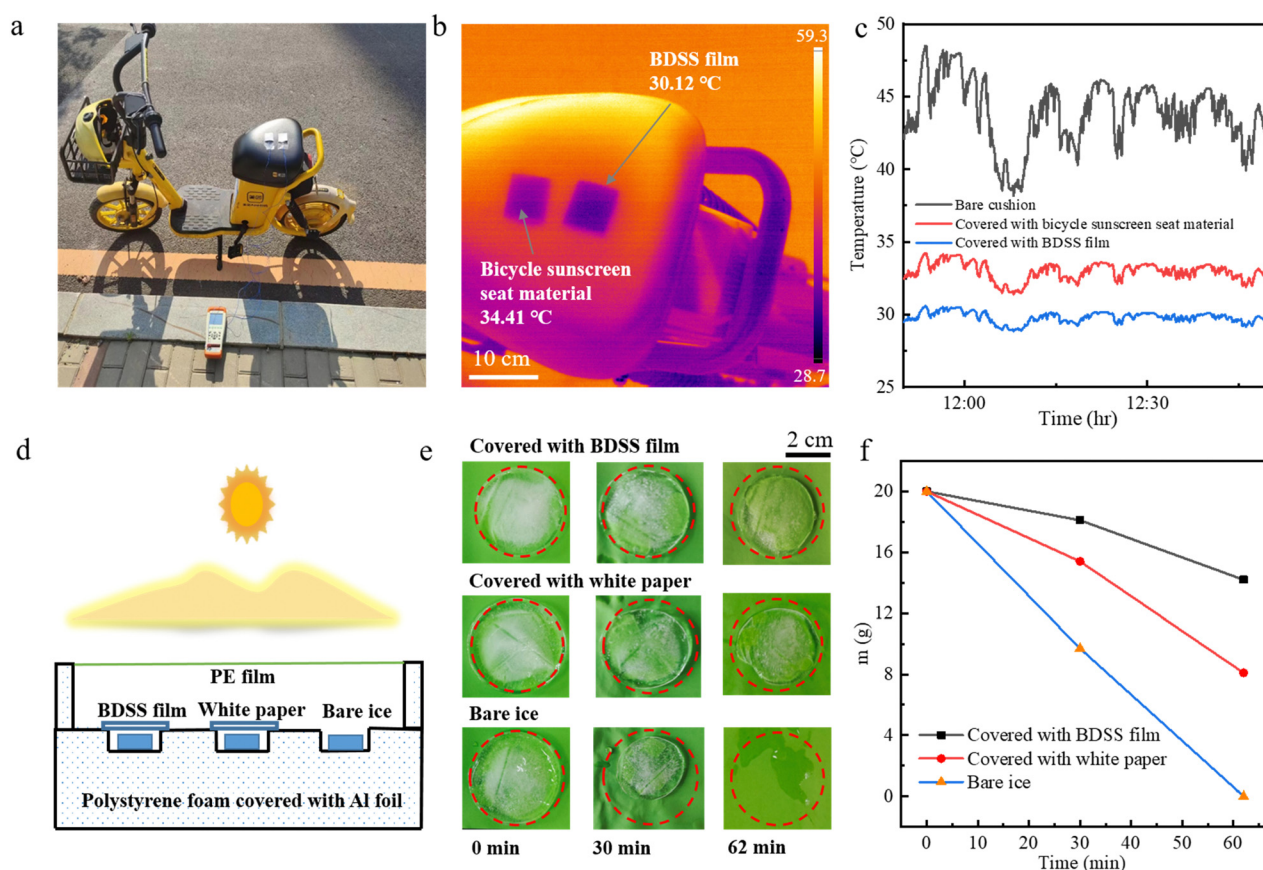 a
b
59.3
BDSS film
30.12 °C
Bicycle sunscreen
seat material
34.41 °C
10 cm
28.7
c
50
45
40
35
30
25
Temperature (°C)
Bare cushion
Covered with bicycle sunscreen seat material
Covered with BDSS film
12:00
12:30
Time (hr)
d
PE film
BDSS film
White paper
Bare ice
Polystyrene foam covered with Al foil
e
Covered with BDSS film
2 cm
Covered with white paper
Bare ice
0 min
30 min
62 min
f
20
16
12
8
4
0
m (g)
Covered with BDSS film
Covered with white paper
Bare ice
0
10
20
30
40
50
60
Time (min)